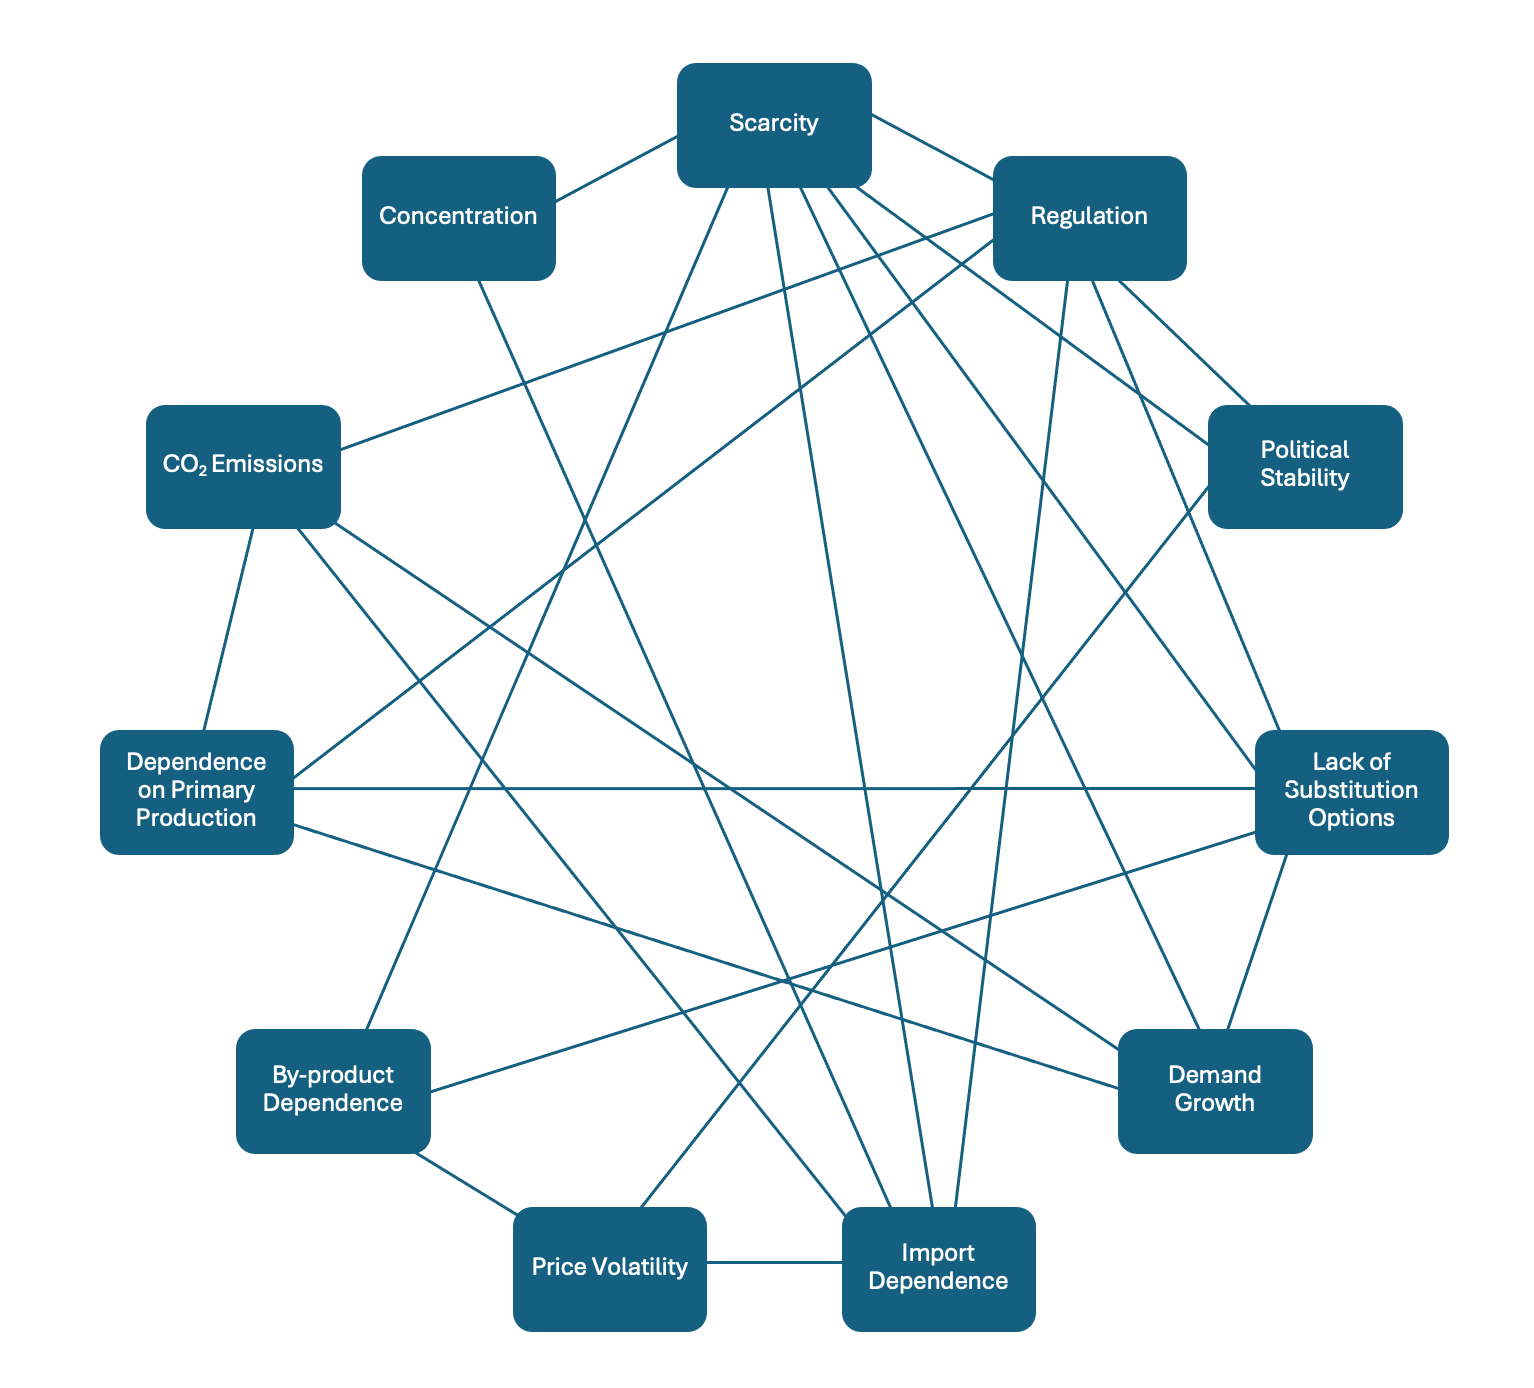 Scarcity
Concentration
Regulation
CO₂ Emissions
Political
Stability
Dependence
on Primary
Production
Lack of
Substitution
Options
By-product
Dependence
Demand
Growth
Price Volatility
Import
Dependence